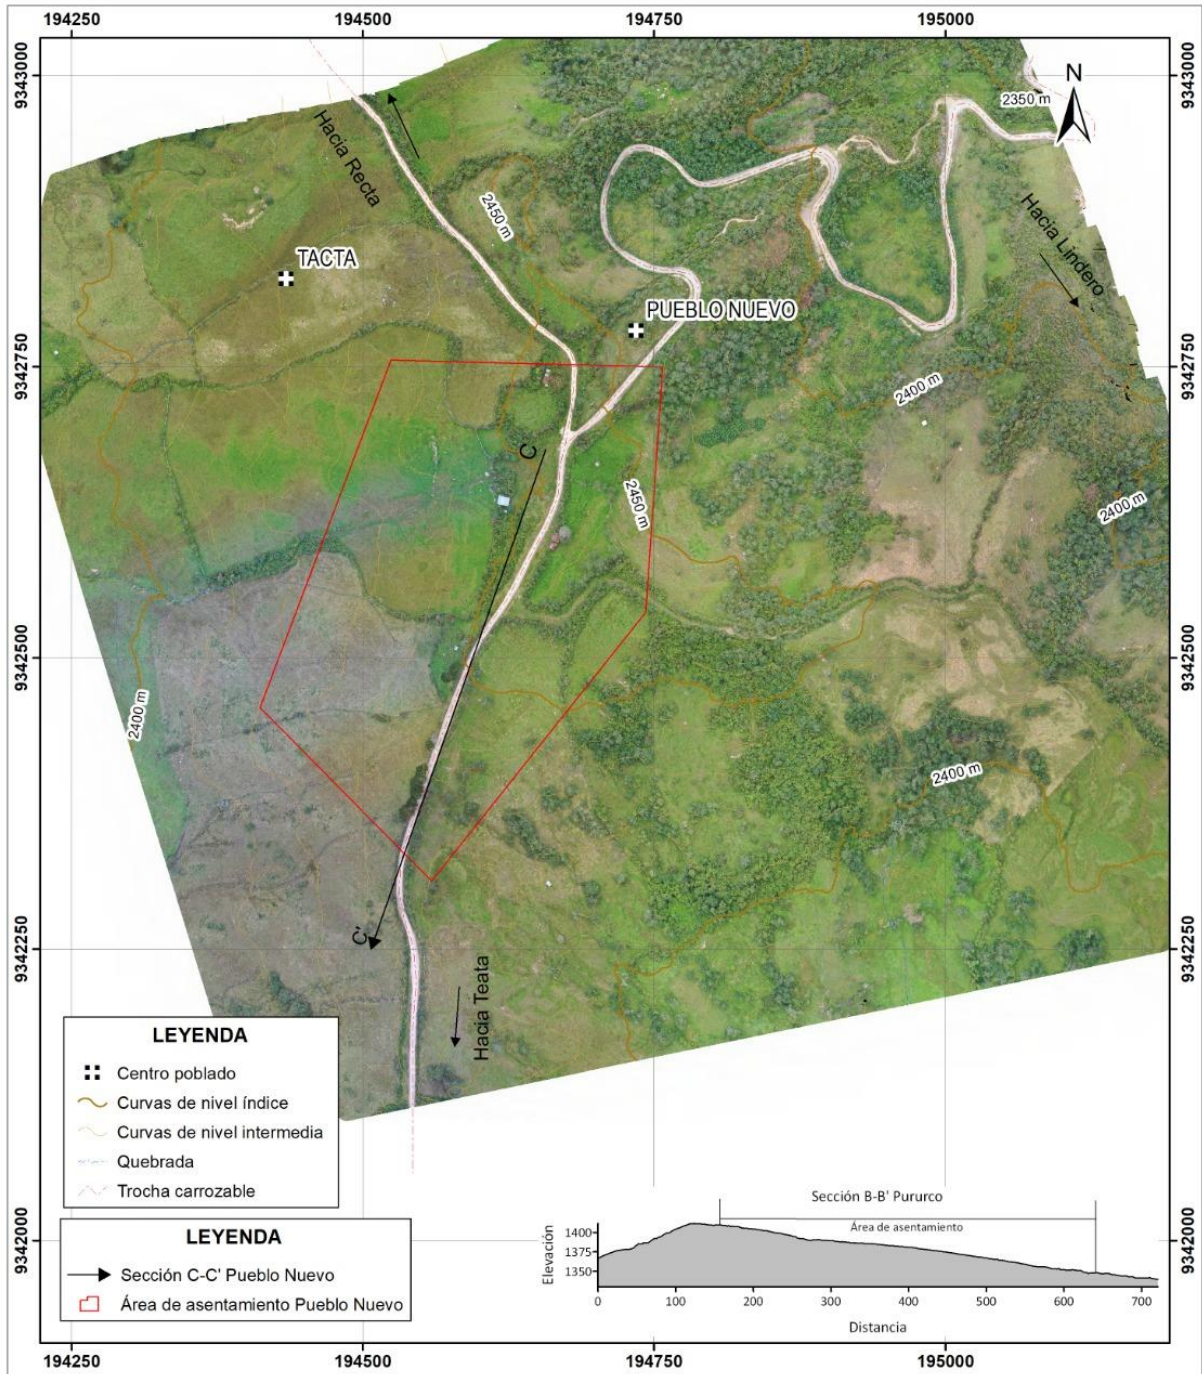 194250 194500 194750 195000
9343000
9343000
N
2350 m
Hacia Recta
2450 m
Hacia Lindero
TACTA
PUEBLO NUEVO
9342750
9342750
2400 m
C
2450 m
2400 m
9342500
9342500
2400 m
2400 m
9342250
9342250
C'
Hacia Teata
LEYENDA
Centro poblado
Curvas de nivel índice
Curvas de nivel intermedia
Quebrada
Trocha carrozable
LEYENDA
Sección C-C' Pueblo Nuevo
Área de asentamiento Pueblo Nuevo
Sección B-B' Pururco
Área de asentamiento
Elevación
1400
1375
1350
0 100 200 300 400 500 600 700
Distancia
9342000
9342000
194250 194500 194750 195000